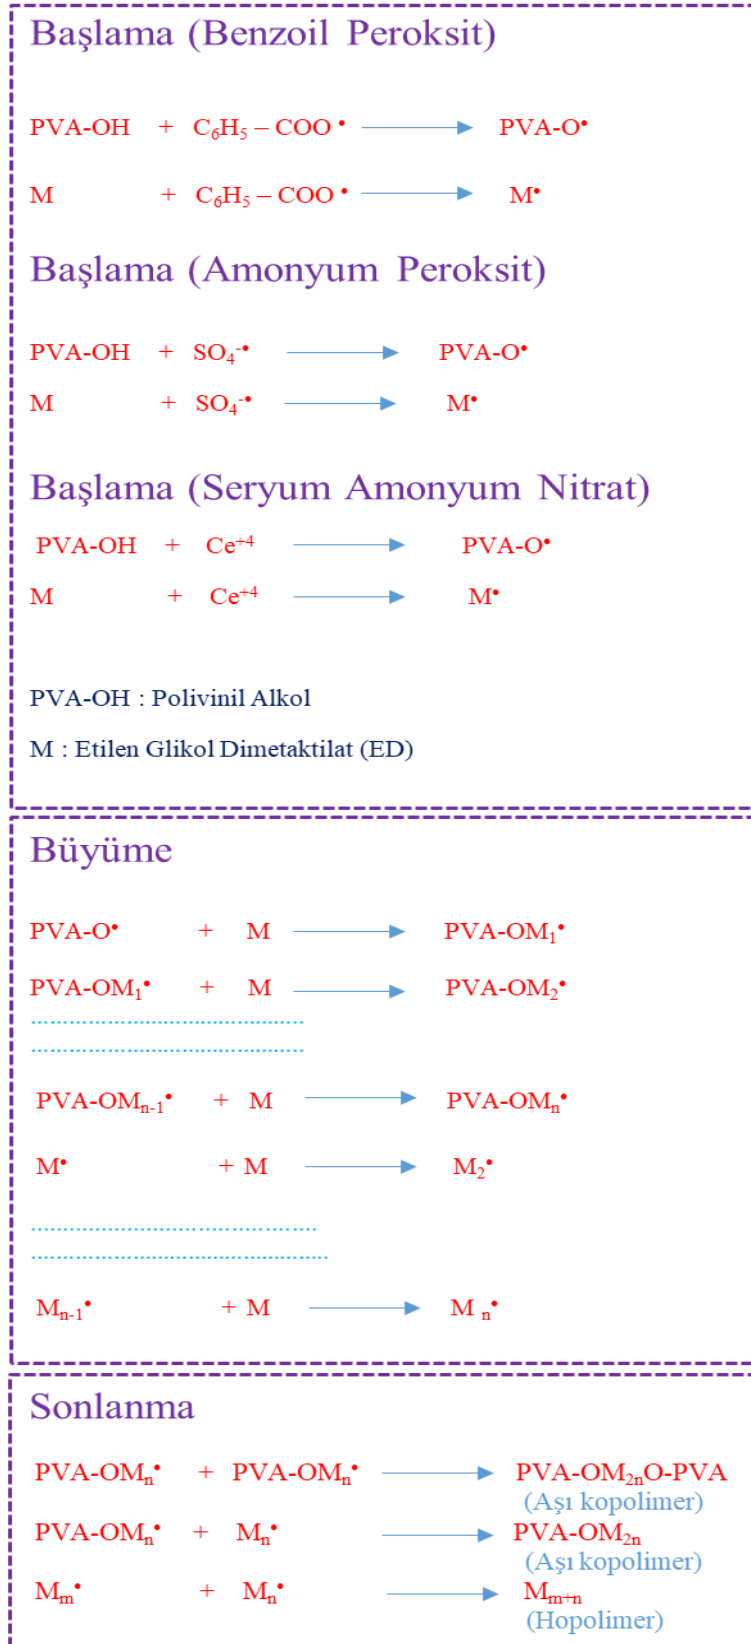 Başlama (Benzoil Peroksit)
PVA-OH + C₆H₅ – COO • → PVA-O•
M + C₆H₅ – COO • → M•
Başlama (Amonyum Peroksit)
PVA-OH + SO₄⁻• → PVA-O•
M + SO₄⁻• → M•
Başlama (Seryum Amonyum Nitrat)
PVA-OH + Ce⁺⁴ → PVA-O•
M + Ce⁺⁴ → M•
PVA-OH : Polivinil Alkol
M : Etilen Glikol Dimetaktilat (ED)
Büyüme
PVA-O• + M → PVA-OM₁•
PVA-OM₁• + M → PVA-OM₂•
............................................
............................................
PVA-OMₙ₋₁• + M → PVA-OMₙ•
M• + M → M₂•
............................................
..............................................
Mₙ₋₁• + M → M ₙ•
Sonlanma
PVA-OMₙ• + PVA-OMₙ• → PVA-OM₂ₙO-PVA
(Aşı kopolimer)
PVA-OMₙ• + Mₙ• → PVA-OM₂ₙ
(Aşı kopolimer)
Mₘ• + Mₙ• → Mₘ₊ₙ
(Hopolimer)